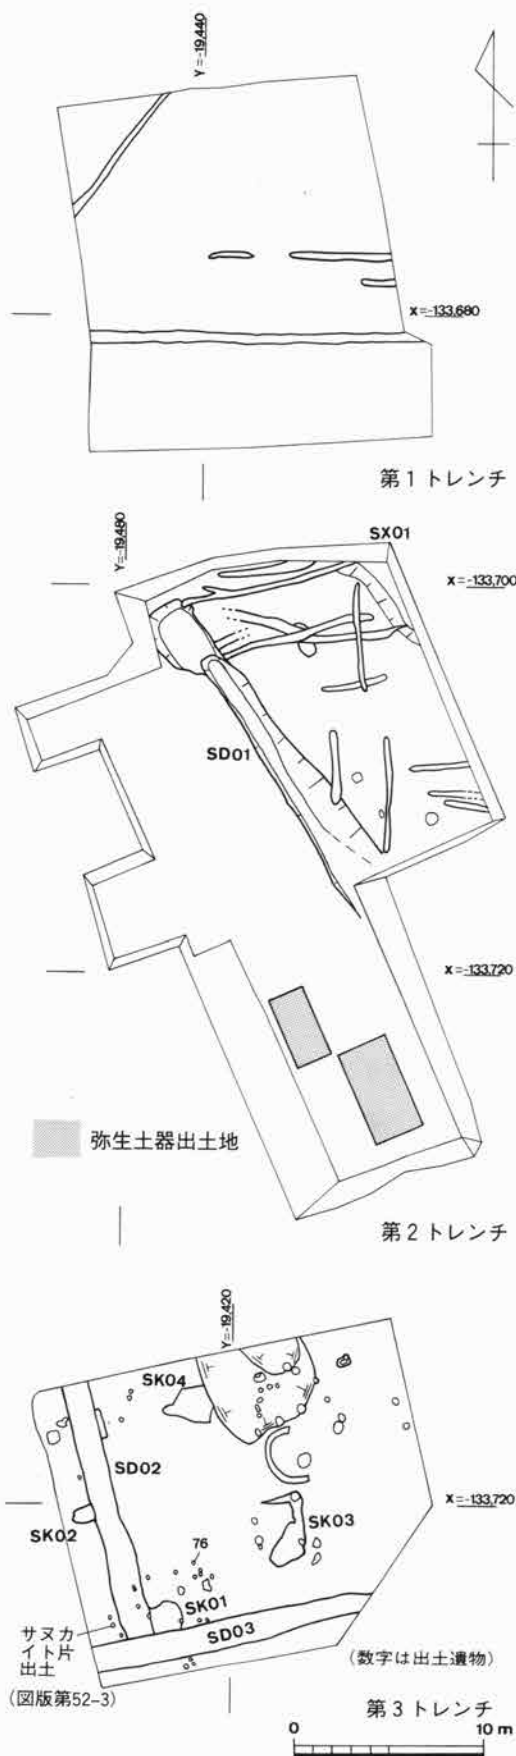 Y=-19,440
X=-133,680
第1トレンチ
Y=-19,480
SX01
X=-133,700
SD01
X=-133,720
弥生土器出土地
第2トレンチ
Y=-19,420
SK04
SD02
X=-133,720
SK02
SK03
76
SK01
SD03
サヌカ
イト片
出土
(数字は出土遺物)
(図版第52-3)
第3トレンチ
0 10m